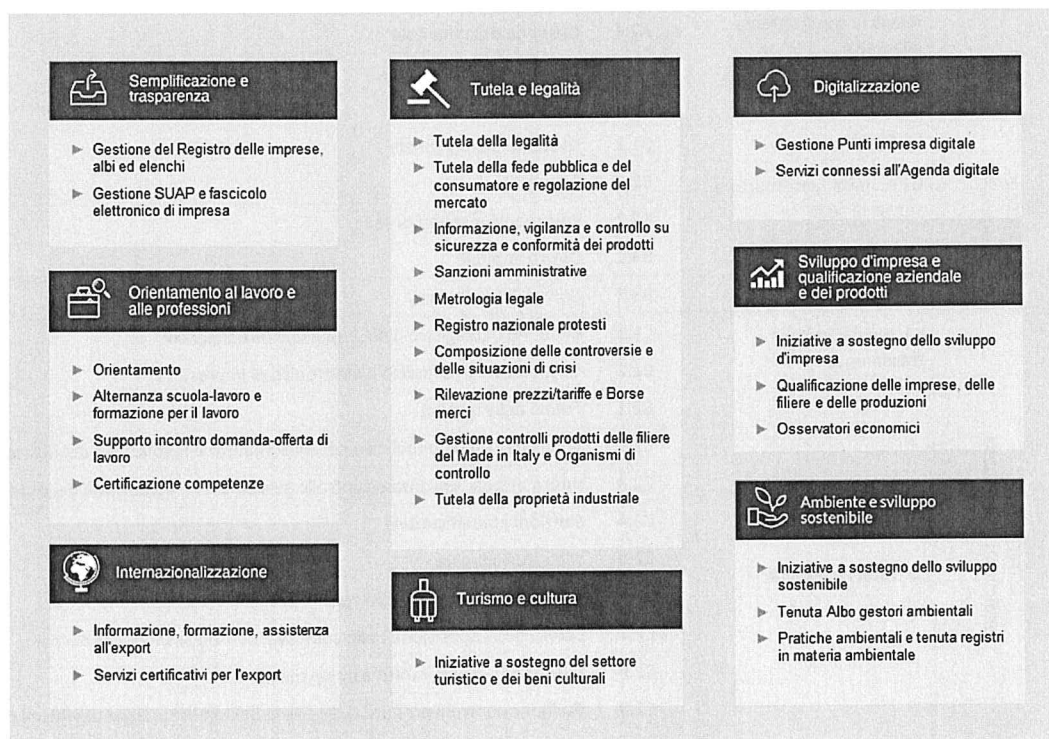 Semplificazione e
trasparenza
▶ Gestione del Registro delle imprese,
albi ed elenchi
▶ Gestione SUAP e fascicolo
elettronico di impresa
Orientamento al lavoro e
alle professioni
▶ Orientamento
▶ Alternanza scuola-lavoro e
formazione per il lavoro
▶ Supporto incontro domanda-offerta di
lavoro
▶ Certificazione competenze
Internazionalizzazione
▶ Informazione, formazione, assistenza
all'export
▶ Servizi certificativi per l'export
Tutela e legalità
▶ Tutela della legalità
▶ Tutela della fede pubblica e del
consumatore e regolazione del
mercato
▶ Informazione, vigilanza e controllo su
sicurezza e conformità dei prodotti
▶ Sanzioni amministrative
▶ Metrologia legale
▶ Registro nazionale protesti
▶ Composizione delle controversie e
delle situazioni di crisi
▶ Rilevazione prezzi/tariffe e Borse
merci
▶ Gestione controlli prodotti delle filiere
del Made in Italy e Organismi di
controllo
▶ Tutela della proprietà industriale
Turismo e cultura
▶ Iniziative a sostegno del settore
turistico e dei beni culturali
Digitalizzazione
▶ Gestione Punti impresa digitale
▶ Servizi connessi all'Agenda digitale
Sviluppo d'impresa e
qualificazione aziendale
e dei prodotti
▶ Iniziative a sostegno dello sviluppo
d'impresa
▶ Qualificazione delle imprese, delle
filiere e delle produzioni
▶ Osservatori economici
Ambiente e sviluppo
sostenibile
▶ Iniziative a sostegno dello sviluppo
sostenibile
▶ Tenuta Albo gestori ambientali
▶ Pratiche ambientali e tenuta registri
in materia ambientale